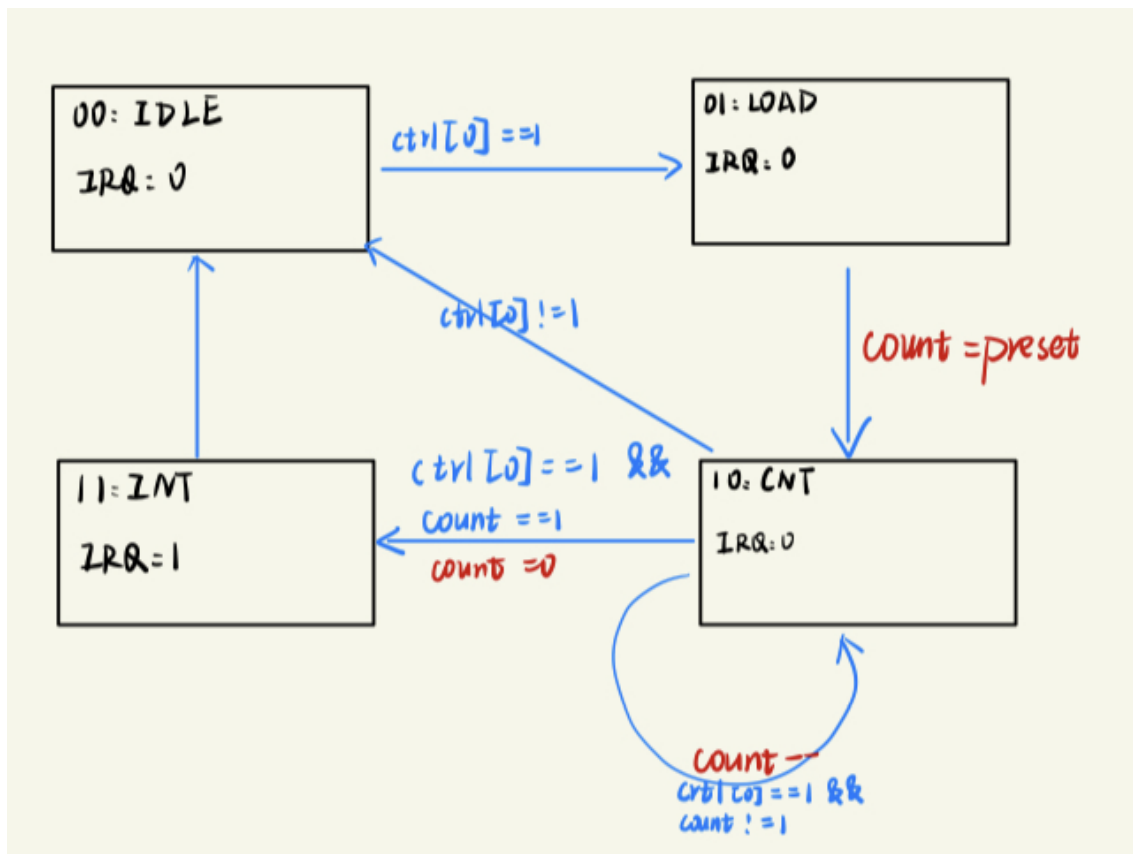 00: IDLE
IRQ: 0
ctrl[0]==1
01: LOAD
IRQ: 0
ctrl[0]!=1
count=preset
11: INT
IRQ=1
ctrl[0]==1 &&
count==1
count=0
10: CNT
IRQ: 0
count--
crtl[0]==1 &&
count!=1